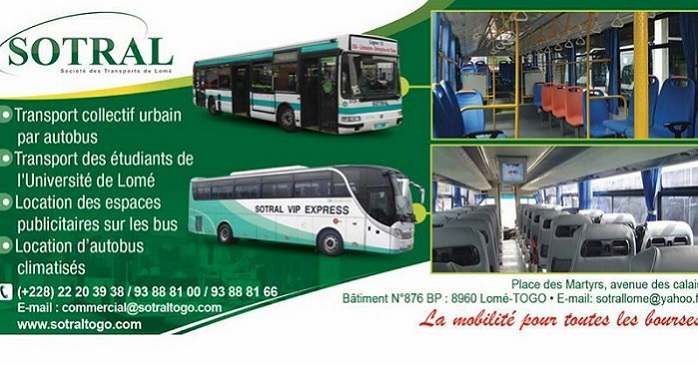 SOTRAL
Société des Transports de Lomé
Transport collectif urbain
par autobus
Transport des étudiants de
l'Université de Lomé
Location des espaces
publicitaires sur les bus
Location d'autobus
climatisés
(+228) 22 20 39 38 / 93 88 81 00 / 93 88 81 66
E-mail : commercial@sotraltogo.com
www.sotraltogo.com
SOTRAL
SOTRAL VIP EXPRESS
Place des Martyrs, avenue des calais
Bâtiment N°876 BP : 8960 Lomé-TOGO • E-mail: sotrallome@yahoo.f
La mobilité pour toutes les bourses